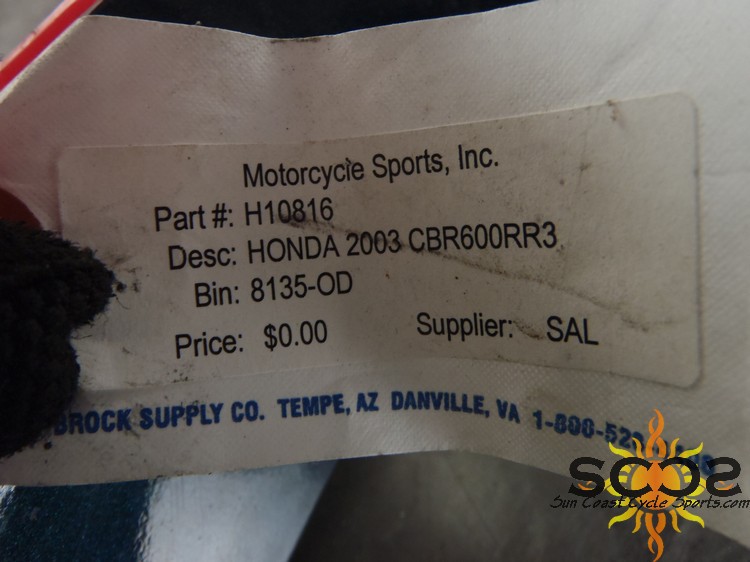 Motorcycle Sports, Inc.
Part #: H10816
Desc: HONDA 2003 CBR600RR3
Bin: 8135-OD
Price: $0.00 Supplier: SAL
BROCK SUPPLY CO. TEMPE, AZ DANVILLE, VA
SCCS
Sun Coast Cycle Sports.com